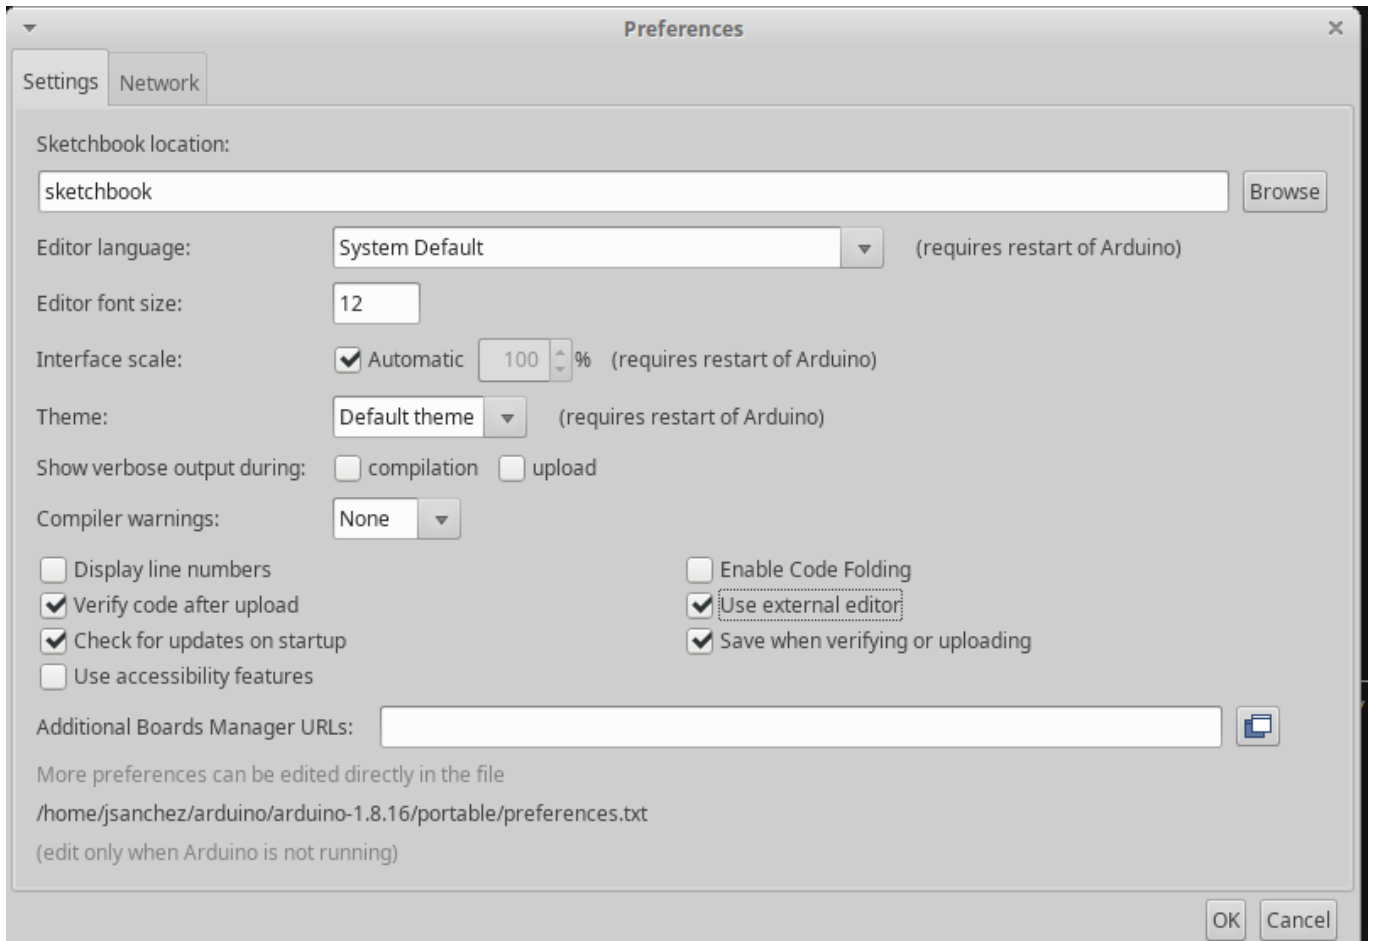 Preferences
Settings Network
Sketchbook location:
sketchbook Browse
Editor language: System Default (requires restart of Arduino)
Editor font size: 12
Interface scale: Automatic 100 % (requires restart of Arduino)
Theme: Default theme (requires restart of Arduino)
Show verbose output during: compilation upload
Compiler warnings: None
Display line numbers Enable Code Folding
Verify code after upload Use external editor
Check for updates on startup Save when verifying or uploading
Use accessibility features
Additional Boards Manager URLs:
More preferences can be edited directly in the file
/home/jsanchez/arduino/arduino-1.8.16/portable/preferences.txt
(edit only when Arduino is not running)
OK Cancel